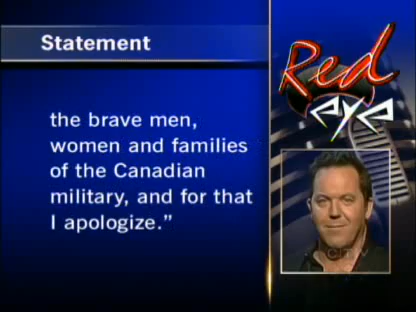 Statement
Red
eye
the brave men,
women and families
of the Canadian
military, and for that
I apologize.”